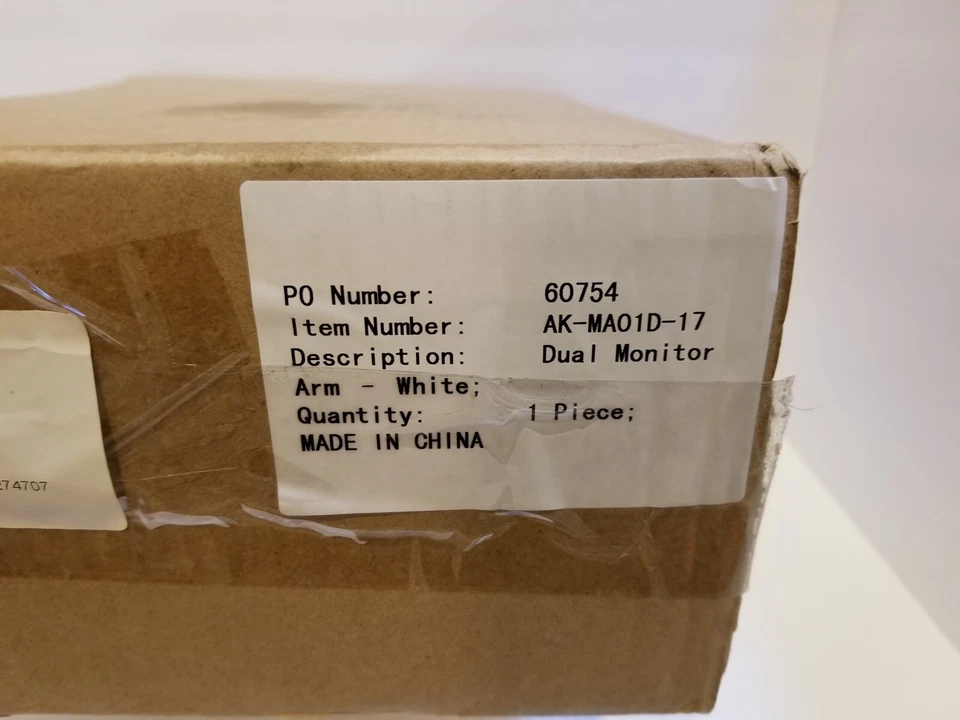 PO Number: 60754
Item Number: AK-MA01D-17
Description: Dual Monitor
Arm - White;
Quantity: 1 Piece;
MADE IN CHINA
274707